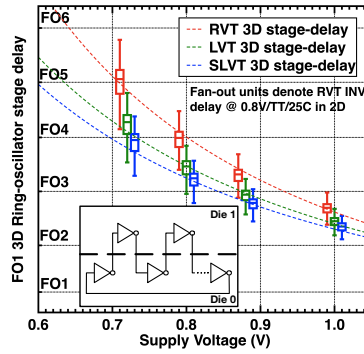 FO6
FO5
FO4
FO3
FO2
FO1
FO1 3D Ring-oscillator stage delay
RVT 3D stage-delay
LVT 3D stage-delay
SLVT 3D stage-delay
Fan-out units denote RVT INV
delay @ 0.8V/TT/25C in 2D
Die 1
Die 0
0.6 0.7 0.8 0.9 1.0
Supply Voltage (V)